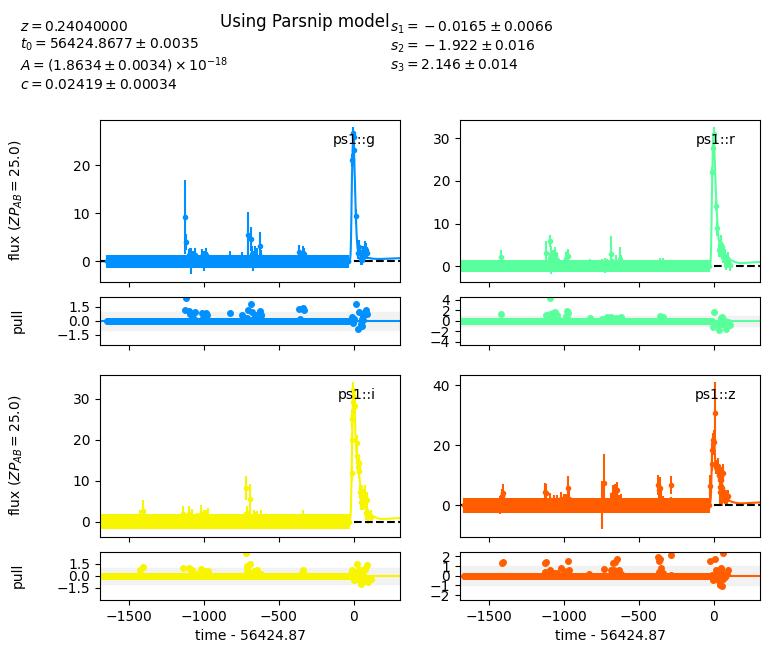 Using Parsnip model
z = 0.24040000
t0 = 56424.8677 ± 0.0035
A = (1.8634 ± 0.0034) × 10^−18
c = 0.02419 ± 0.00034
s1 = −0.0165 ± 0.0066
s2 = −1.922 ± 0.016
s3 = 2.146 ± 0.014
flux (ZPAB = 25.0)
20
10
0
ps1::g
30
20
10
0
ps1::r
pull
1.5
0.0
−1.5
4
2
0
−2
−4
flux (ZPAB = 25.0)
30
20
10
0
ps1::i
40
20
0
ps1::z
pull
1.5
0.0
−1.5
2
1
0
−1
−2
−1500 −1000 −500 0
−1500 −1000 −500 0
time - 56424.87
time - 56424.87